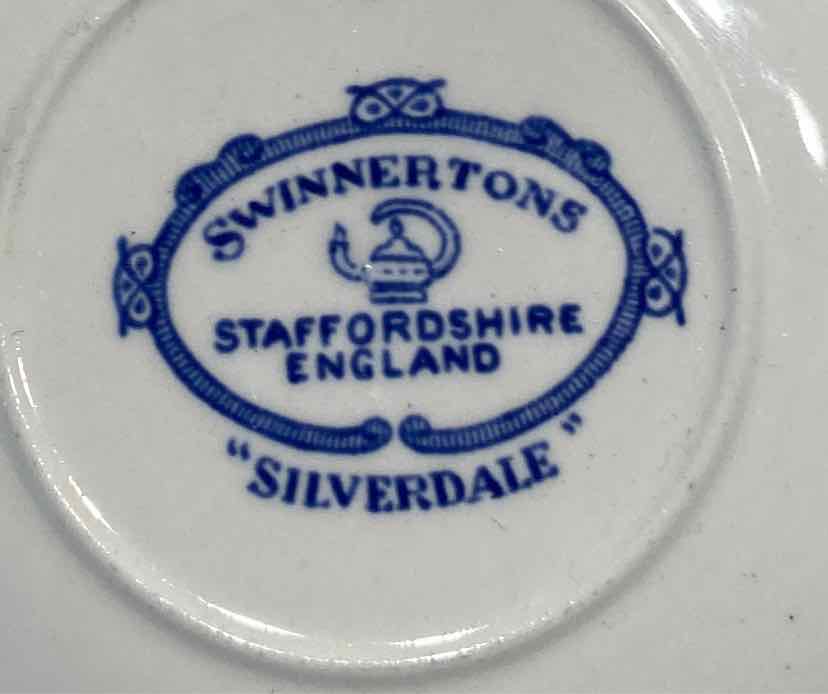 SWINNERTONS
STAFFORDSHIRE
ENGLAND
"SILVERDALE"